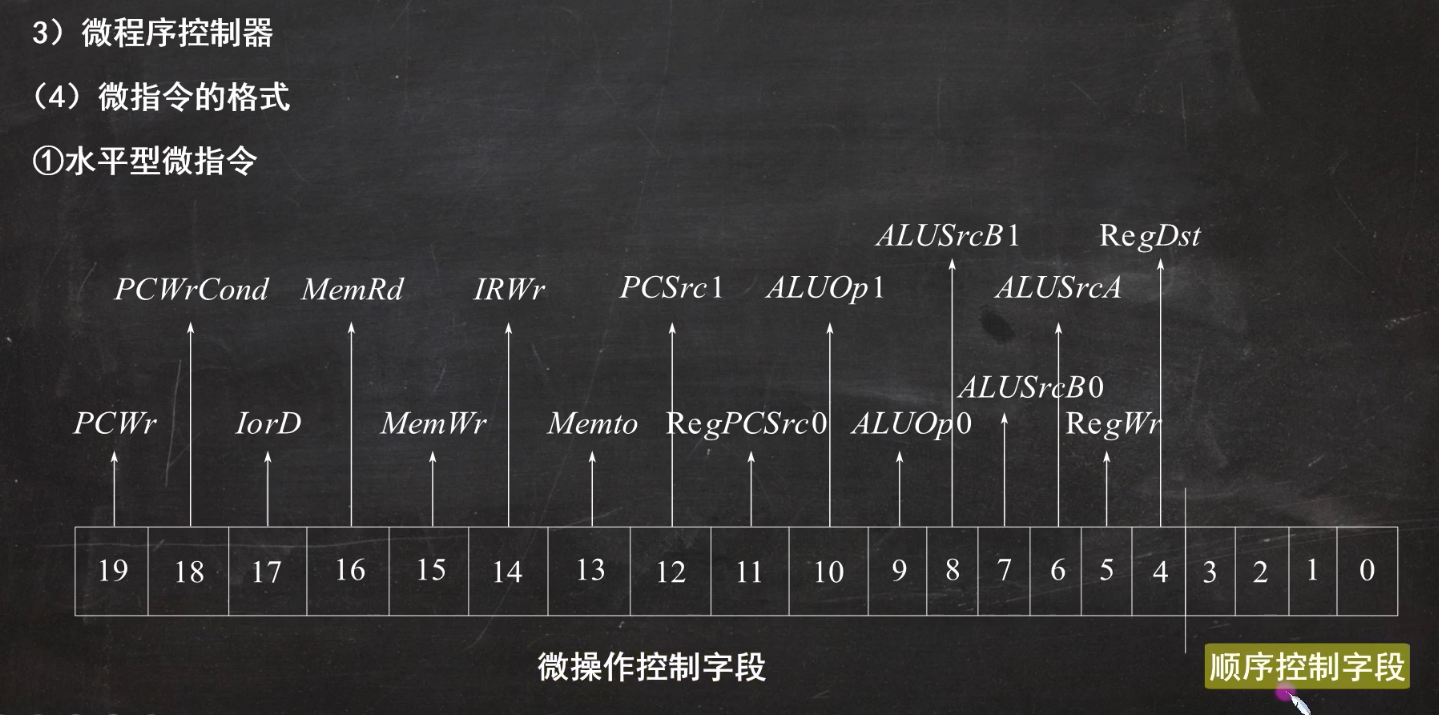 3）微程序控制器
（4）微指令的格式
①水平型微指令
ALUSrcB1 RegDst
PCWrCond MemRd IRWr PCSrc1 ALUOp1 ALUSrcA
ALUSrcB0
PCWr IorD MemWr Memto RegPCSrc0 ALUOp0 RegWr
19 18 17 16 15 14 13 12 11 10 9 8 7 6 5 4 3 2 1 0
微操作控制字段 顺序控制字段